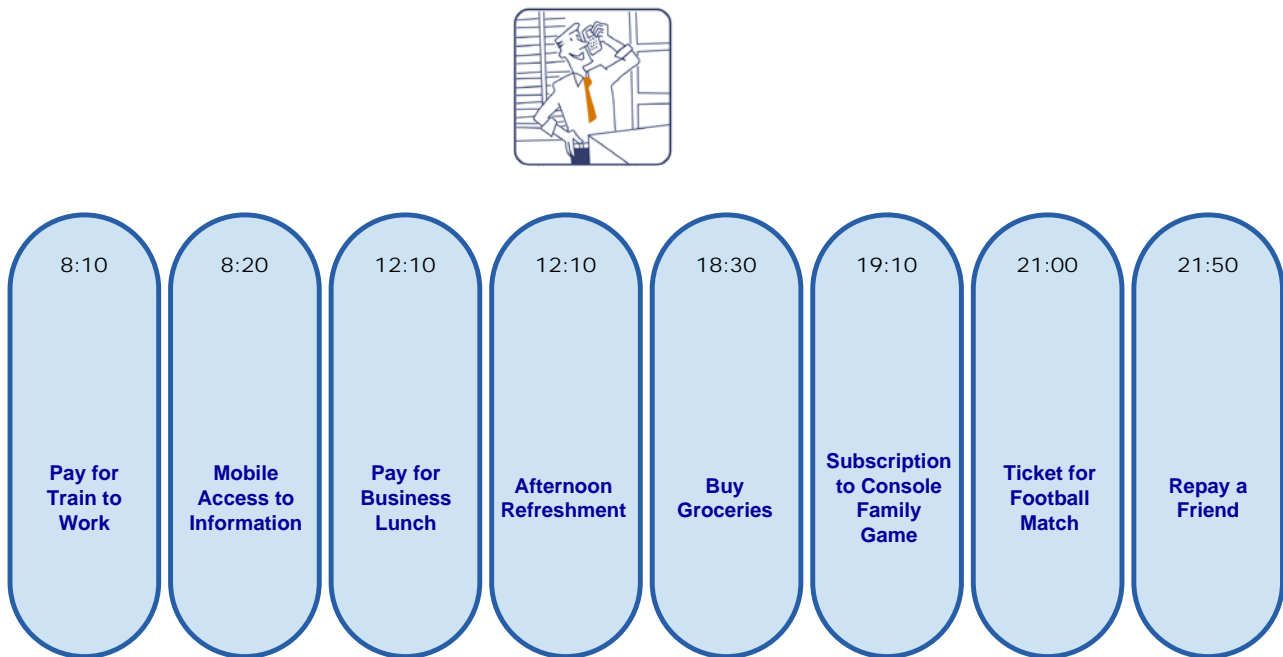 8:10
8:20
12:10
12:10
18:30
19:10
21:00
21:50
Pay for
Train to
Work
Mobile
Access to
Information
Pay for
Business
Lunch
Afternoon
Refreshment
Buy
Groceries
Subscription
to Console
Family
Game
Ticket for
Football
Match
Repay a
Friend